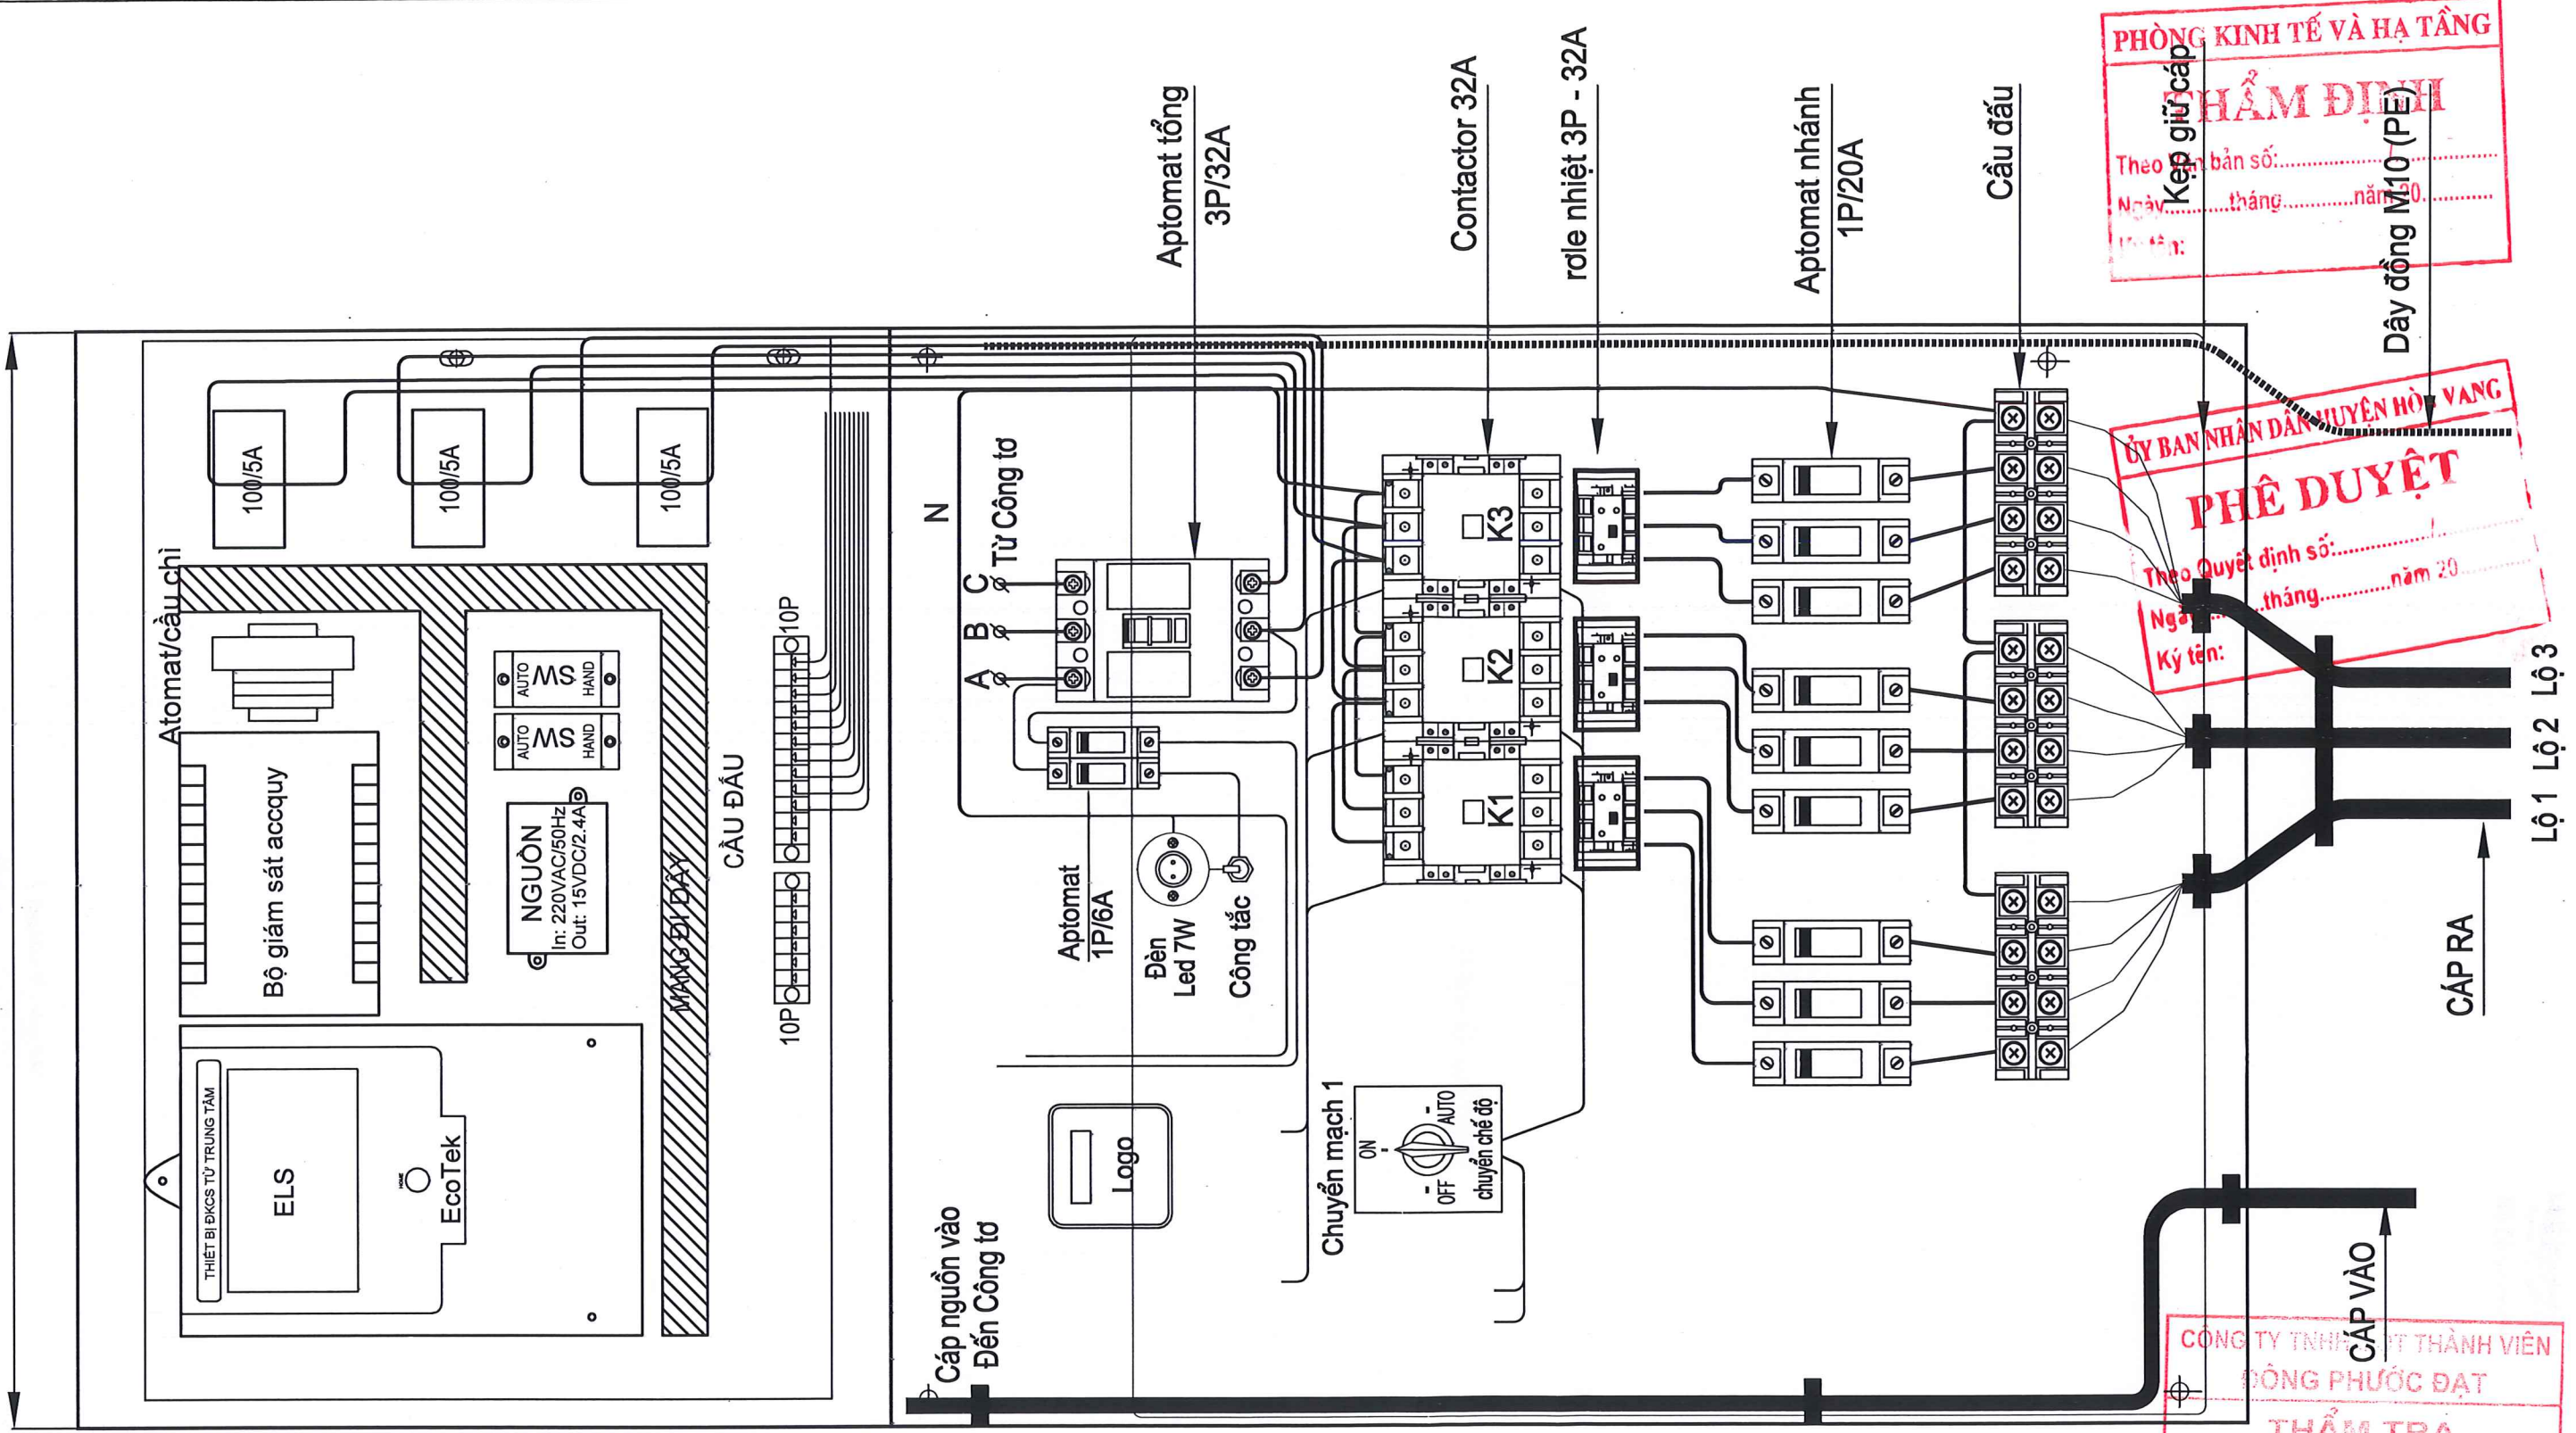 THIẾT BỊ ĐKCS TỪ TRUNG TÂM
ELS
HOME
EcoTek
Bộ giám sát accquy
Atomat/cầu chì
100/5A
100/5A
100/5A
NGUỒN
In: 220VAC/50Hz
Out: 15VDC/2.4A
AUTO
SW
HAND
AUTO
SW
HAND
MÁNG ĐI DÂY
CẦU ĐẤU
10P
10P
Cáp nguồn vào
Đến Công tơ
Logo
Aptomat
1P/6A
Đèn
Led 7W
Công tắc
A
B
C
Từ Công tơ
N
Aptomat tổng
3P/32A
Chuyển mạch 1
ON
OFF
AUTO
chuyển chế độ
K1
K2
K3
Contactor 32A
rơle nhiệt 3P - 32A
Aptomat nhánh
1P/20A
Cầu đấu
Kẹp giữ cáp
Dây đồng M10 (PE)
CÁP VÀO
CÁP RA
Lộ 1
Lộ 2
Lộ 3
PHÒNG KINH TẾ VÀ HẠ TẦNG
THẨM ĐỊNH
Theo bản số:
Ngày tháng năm 20
ỦY BAN NHÂN DÂN HUYỆN HÒA VANG
PHÊ DUYỆT
Theo Quyết định số:
Ngày tháng năm 20
Ký tên:
CÔNG TY TNHH THÀNH VIÊN
PHƯỚC ĐẠT
THẨM TRA